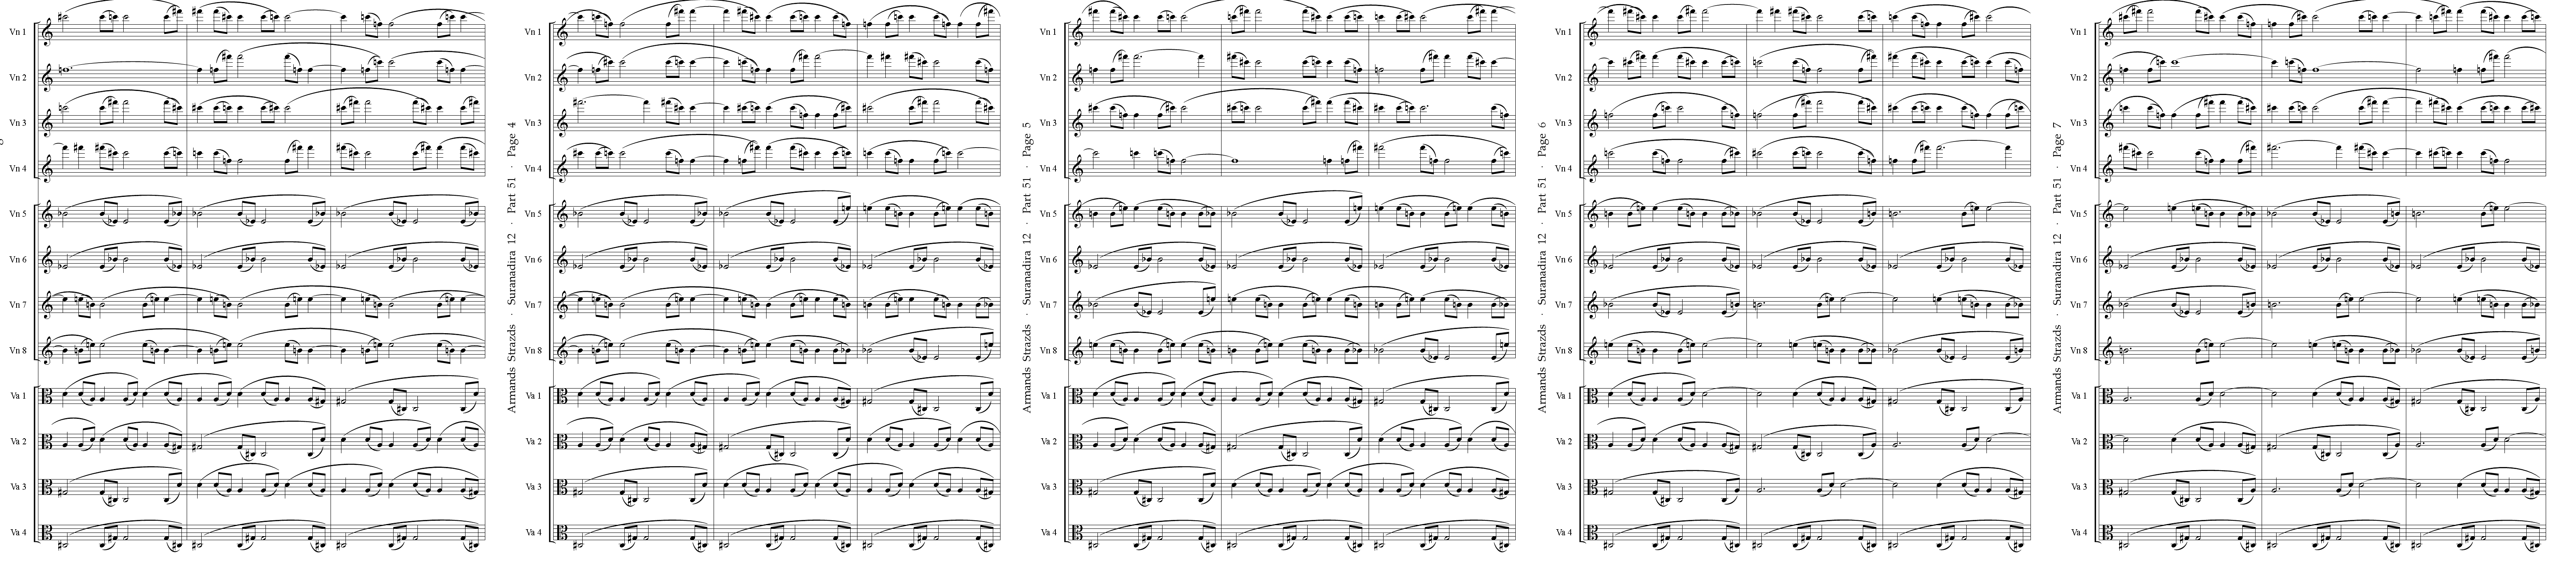 Vn 1
Vn 2
Vn 3
Vn 4
Vn 5
Vn 6
Vn 7
Vn 8
Va 1
Va 2
Va 3
Va 4
Armands Strazds · Suranadira 12 · Part 51 · Page 4
Vn 1
Vn 2
Vn 3
Vn 4
Vn 5
Vn 6
Vn 7
Vn 8
Va 1
Va 2
Va 3
Va 4
Armands Strazds · Suranadira 12 · Part 51 · Page 5
Vn 1
Vn 2
Vn 3
Vn 4
Vn 5
Vn 6
Vn 7
Vn 8
Va 1
Va 2
Va 3
Va 4
Armands Strazds · Suranadira 12 · Part 51 · Page 6
Vn 1
Vn 2
Vn 3
Vn 4
Vn 5
Vn 6
Vn 7
Vn 8
Va 1
Va 2
Va 3
Va 4
Armands Strazds · Suranadira 12 · Part 51 · Page 7
Vn 1
Vn 2
Vn 3
Vn 4
Vn 5
Vn 6
Vn 7
Vn 8
Va 1
Va 2
Va 3
Va 4